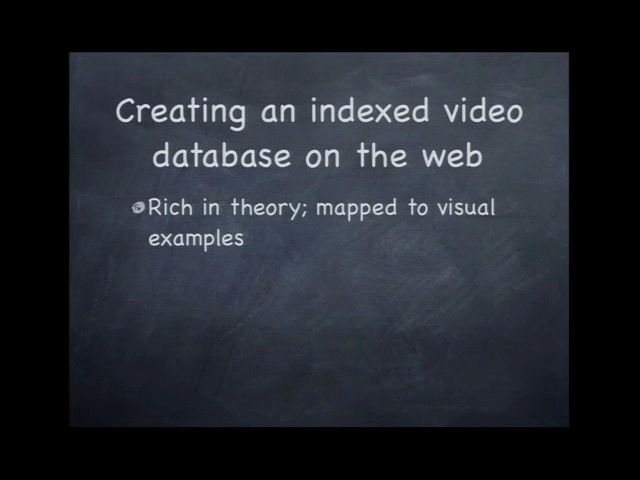 Creating an indexed video
database on the web
Rich in theory; mapped to visual
examples